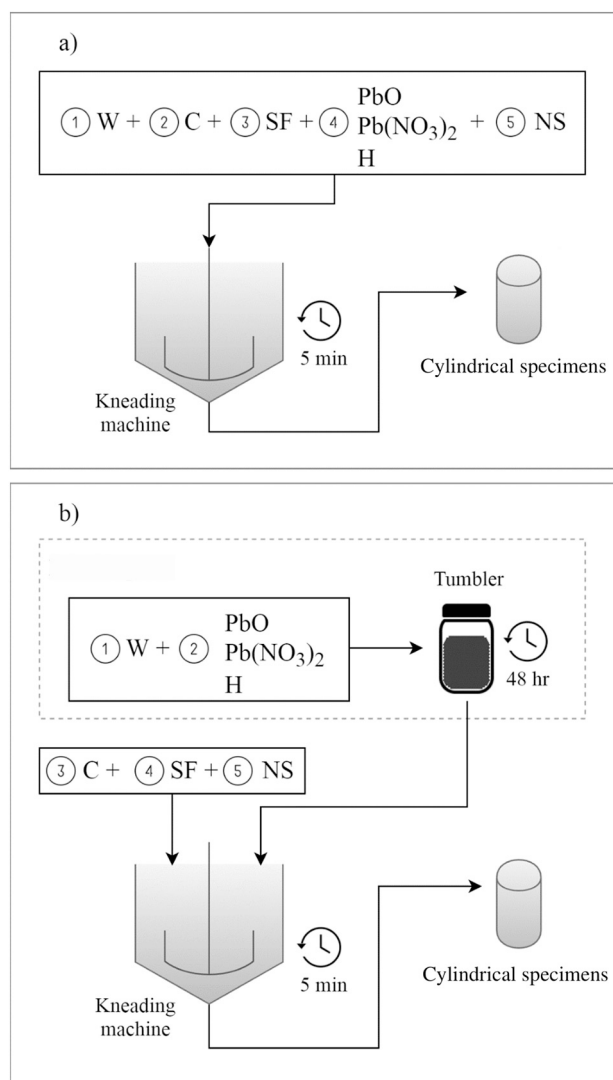 a)
PbO
① W + ② C + ③ SF + ④ Pb(NO₃)₂ + ⑤ NS
H
5 min
Kneading
machine
Cylindrical specimens
b)
Tumbler
PbO
① W + ② Pb(NO₃)₂
H
48 hr
③ C + ④ SF + ⑤ NS
5 min
Kneading
machine
Cylindrical specimens